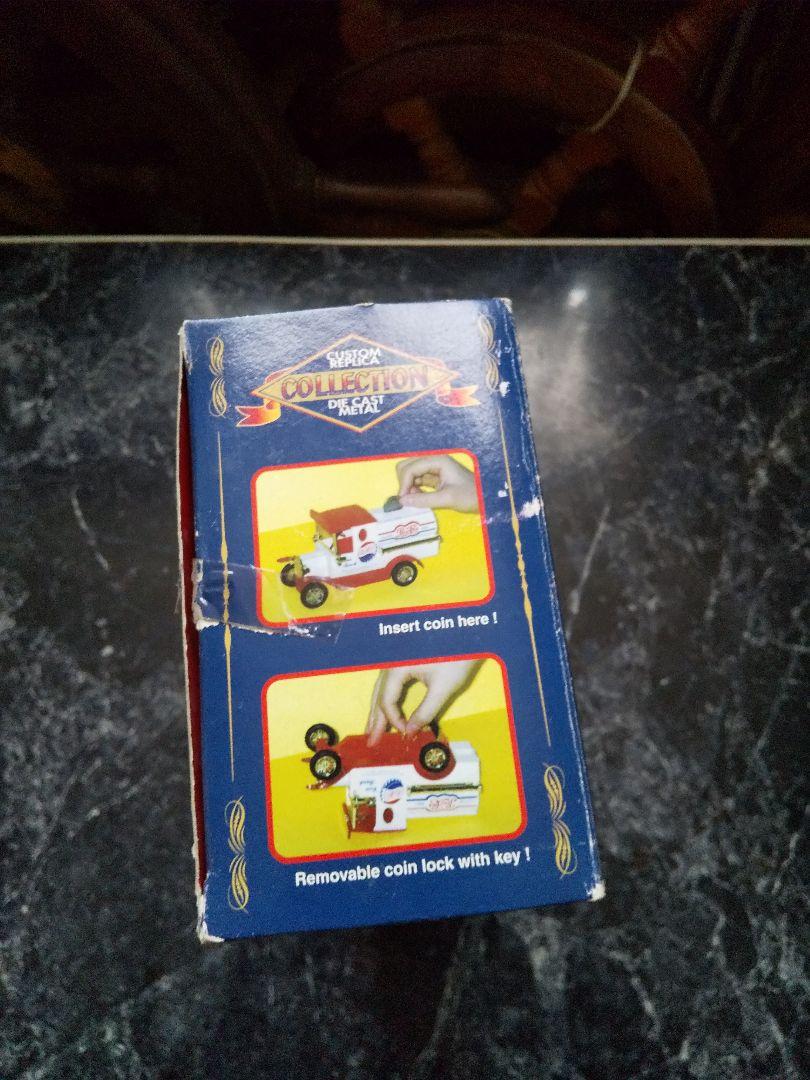 CUSTOM
REPLICA
COLLECTION
DIE CAST
METAL
Insert coin here !
Removable coin lock with key !